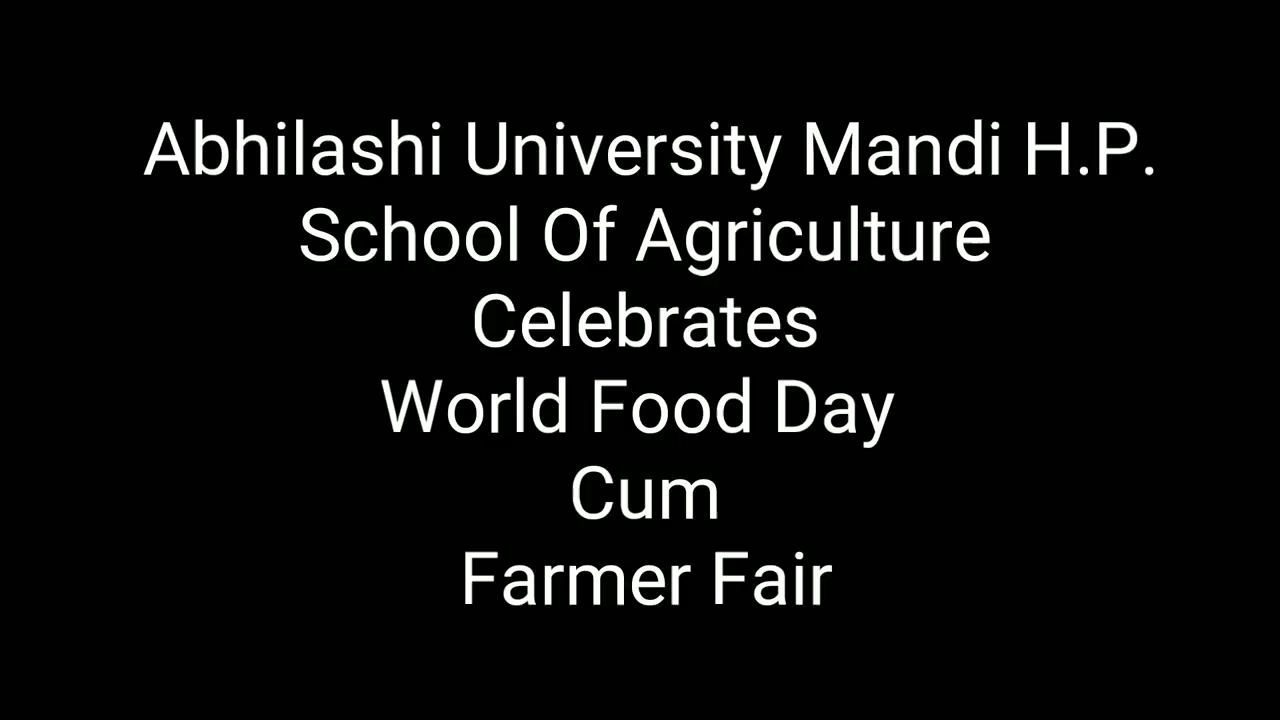 Abhilashi University Mandi H.P.
School Of Agriculture
Celebrates
World Food Day
Cum
Farmer Fair